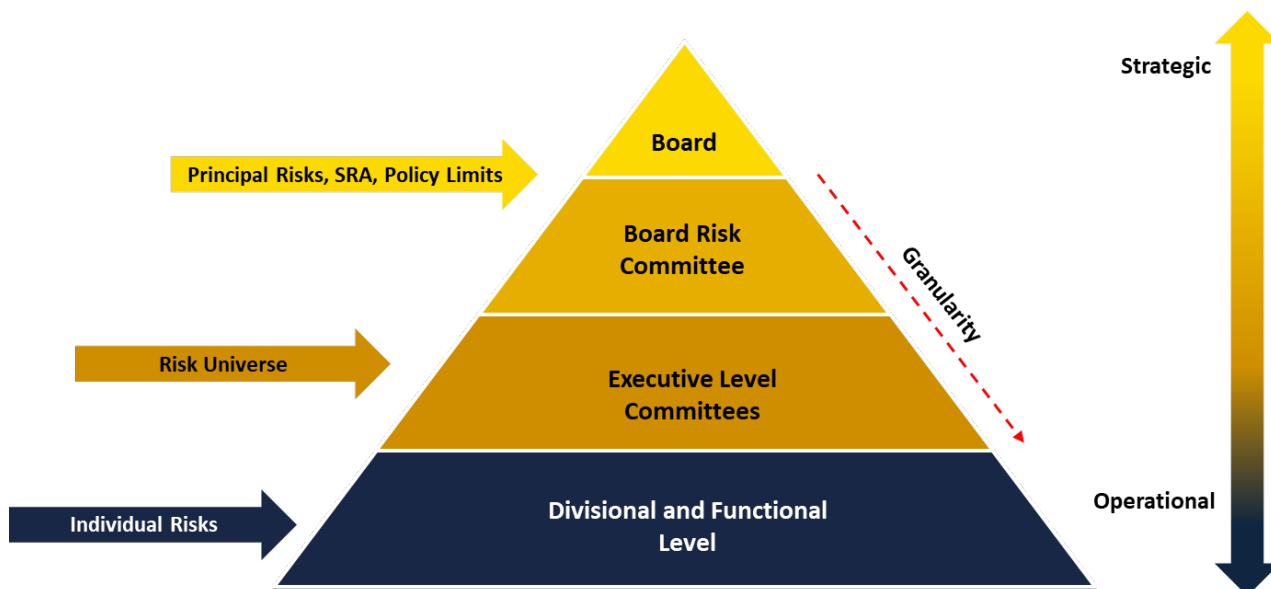 Strategic
Board
Principal Risks, SRA, Policy Limits
Board Risk
Committee
Granularity
Risk Universe
Executive Level
Committees
Operational
Individual Risks
Divisional and Functional
Level